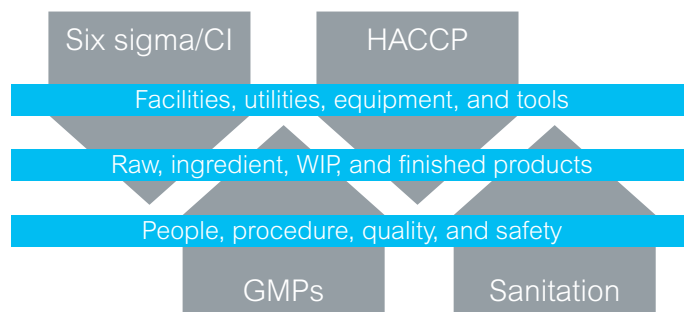 Six sigma/CI
HACCP
Facilities, utilities, equipment, and tools
Raw, ingredient, WIP, and finished products
People, procedure, quality, and safety
GMPs
Sanitation